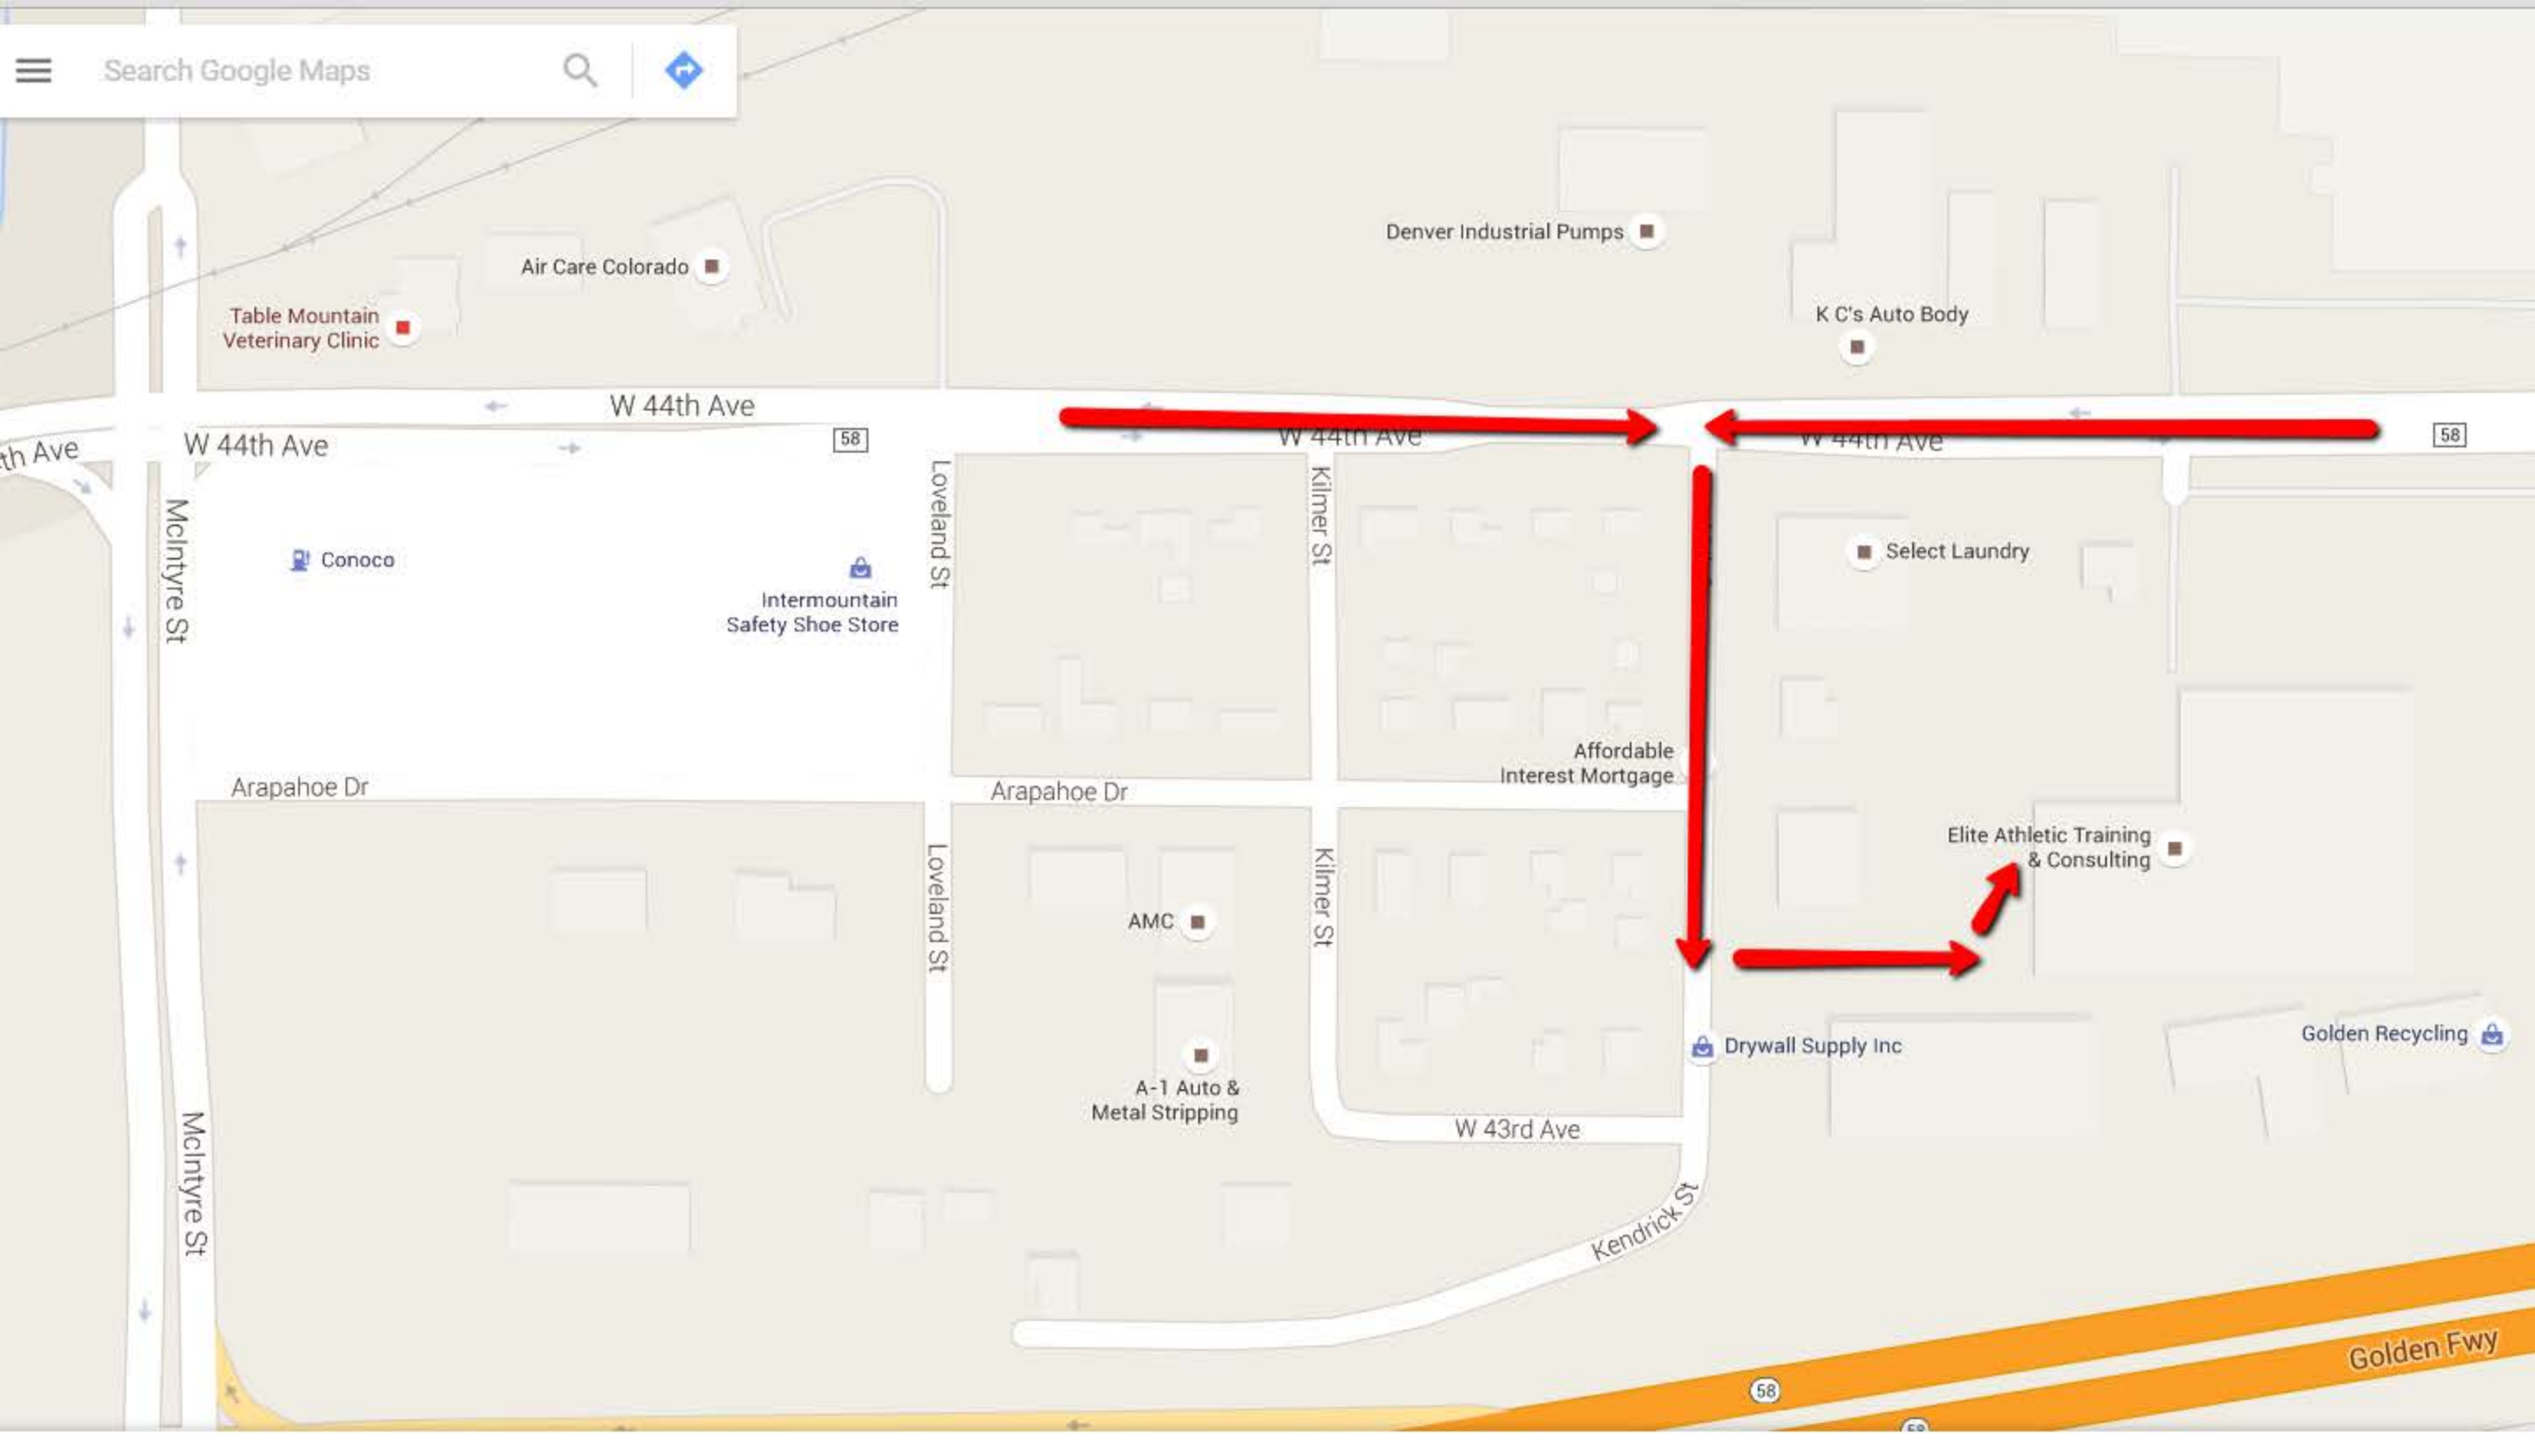 Search Google Maps
Denver Industrial Pumps
Air Care Colorado
Table Mountain
Veterinary Clinic
K C's Auto Body
W 44th Ave
W 44th Ave
58
th Ave
W 44th Ave
W 44th Ave
58
Loveland St
Kilmer St
McIntyre St
Conoco
Intermountain
Safety Shoe Store
Select Laundry
Affordable
Interest Mortgage
Arapahoe Dr
Arapahoe Dr
Elite Athletic Training
& Consulting
Loveland St
Kilmer St
AMC
A-1 Auto &
Metal Stripping
Drywall Supply Inc
Golden Recycling
W 43rd Ave
McIntyre St
Kendrick St
Golden Fwy
58
58